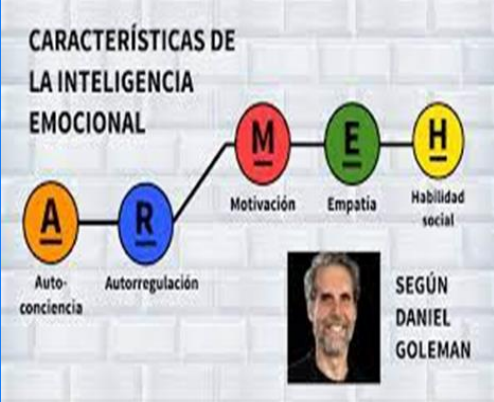 CARACTERÍSTICAS DE
LA INTELIGENCIA
EMOCIONAL
A
Auto-
conciencia
R
Autorregulación
M
Motivación
E
Empatía
H
Habilidad
social
SEGÚN
DANIEL
GOLEMAN